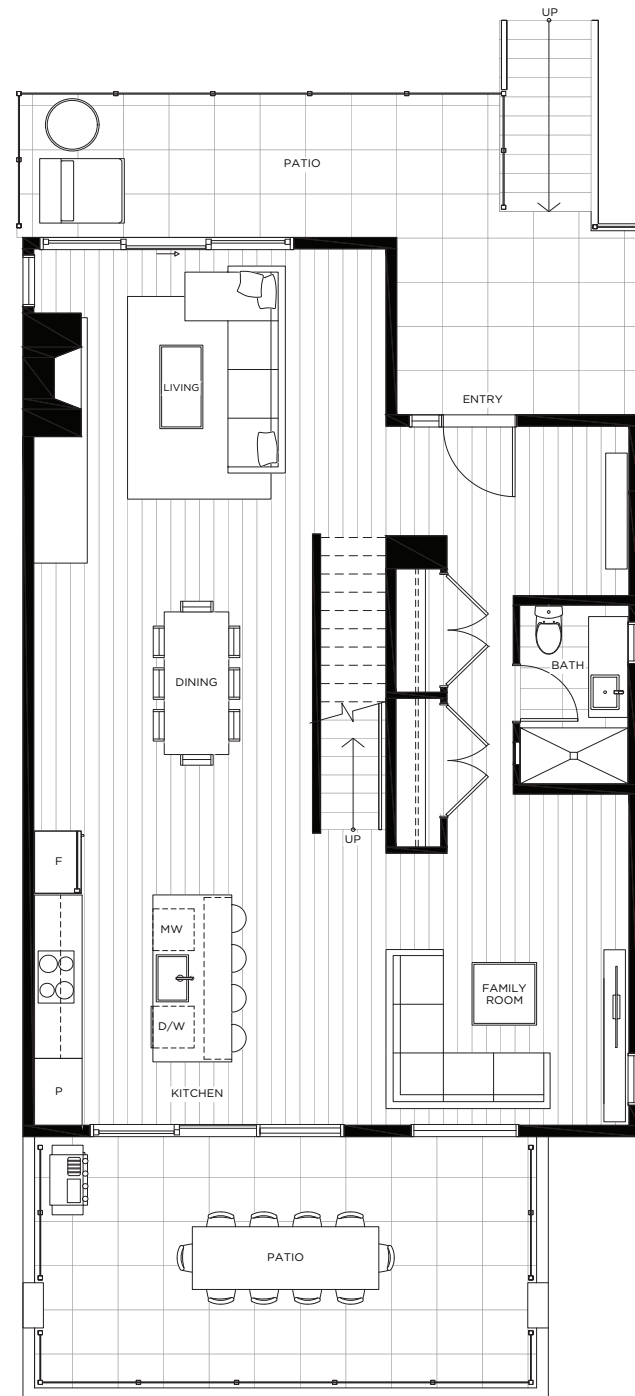 UP
PATIO
LIVING
ENTRY
BATH
DINING
UP
F
MW
D/W
FAMILY
ROOM
P
KITCHEN
PATIO